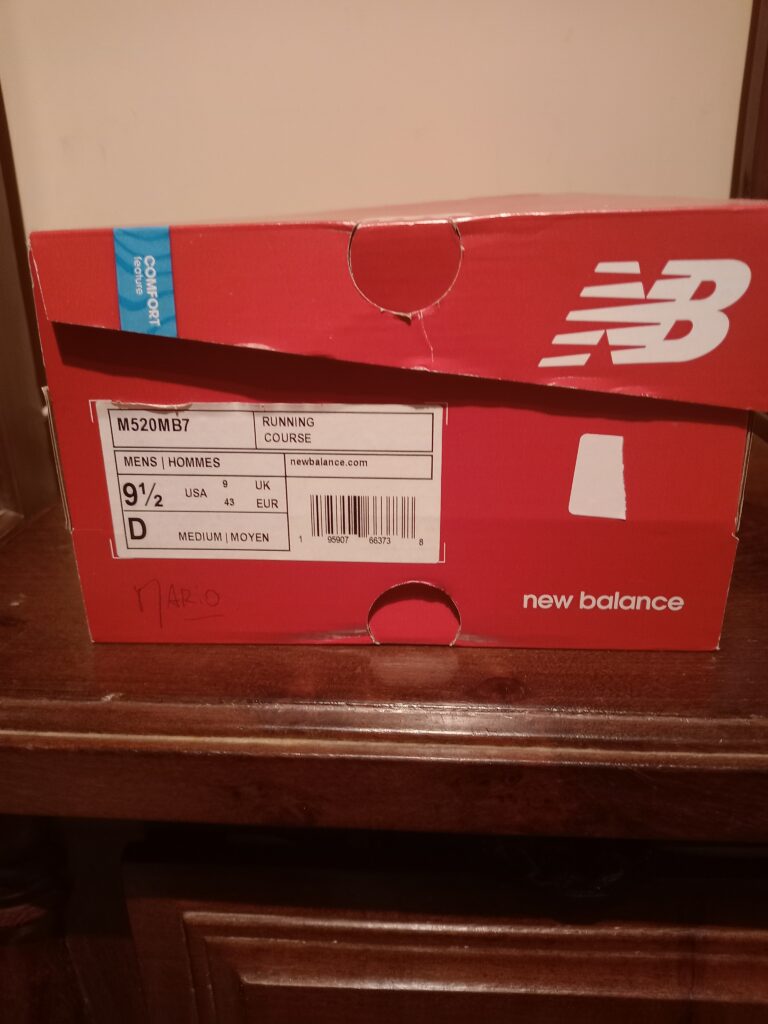 COMFORT
feature
NB
M520MB7
RUNNING
COURSE
MENS | HOMMES
newbalance.com
9½ USA 9 UK
43 EUR
D MEDIUM | MOYEN
1 95907 66373 8
MARiO
new balance